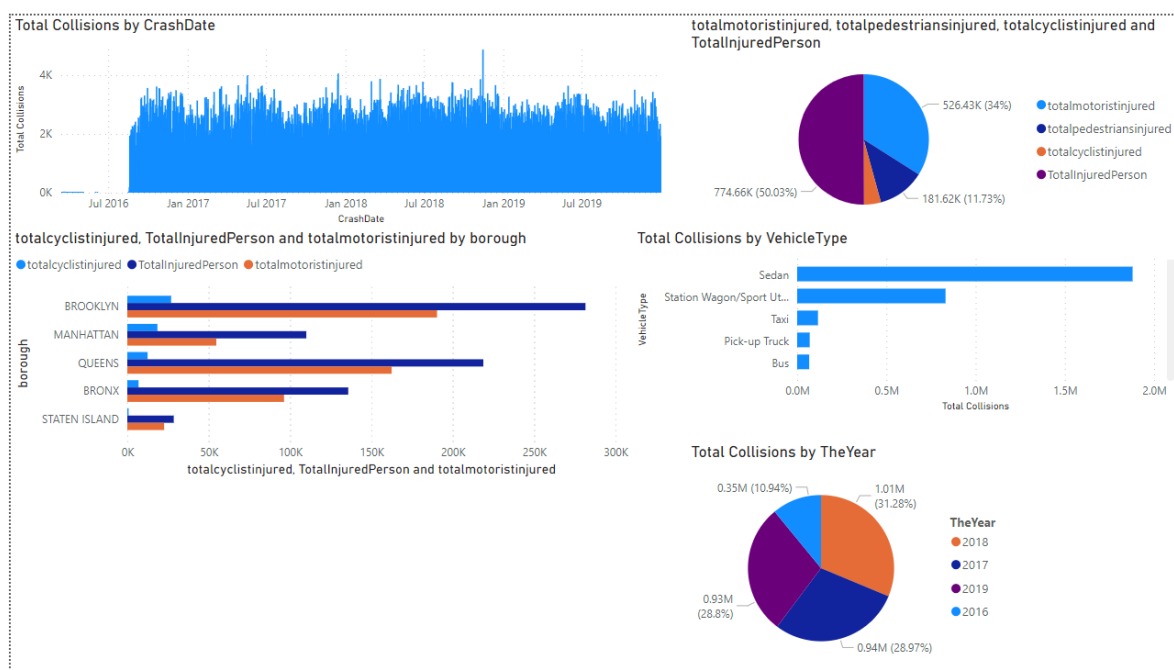 Total Collisions by CrashDate
Total Collisions
4K
2K
0K
Jul 2016
Jan 2017
Jul 2017
Jan 2018
Jul 2018
Jan 2019
Jul 2019
CrashDate
totalmotoristinjured, totalpedestriansinjured, totalcyclistinjured and
TotalInjuredPerson
526.43K (34%)
774.66K (50.03%)
181.62K (11.73%)
totalmotoristinjured
totalpedestriansinjured
totalcyclistinjured
TotalInjuredPerson
totalcyclistinjured, TotalInjuredPerson and totalmotoristinjured by borough
totalcyclistinjured TotalInjuredPerson totalmotoristinjured
borough
BROOKLYN
MANHATTAN
QUEENS
BRONX
STATEN ISLAND
0K
50K
100K
150K
200K
250K
300K
totalcyclistinjured, TotalInjuredPerson and totalmotoristinjured
Total Collisions by VehicleType
VehicleType
Sedan
Station Wagon/Sport Ut...
Taxi
Pick-up Truck
Bus
0.0M
0.5M
1.0M
1.5M
2.0M
Total Collisions
Total Collisions by TheYear
0.35M (10.94%)
1.01M
(31.28%)
0.93M
(28.8%)
0.94M (28.97%)
TheYear
2018
2017
2019
2016